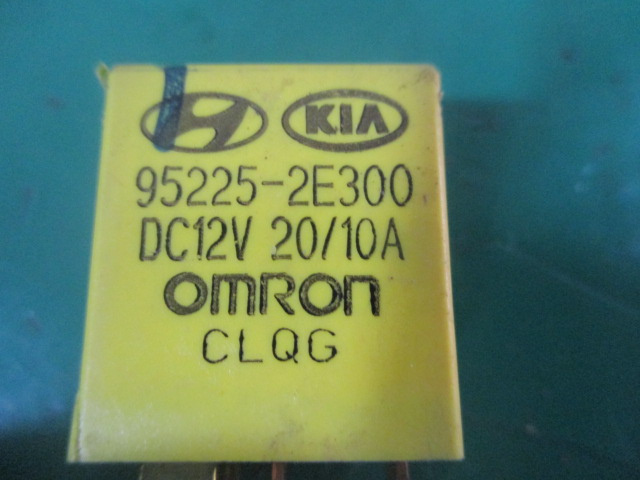 KIA
95225-2E300
DC12V 20/10A
omron
CLQG